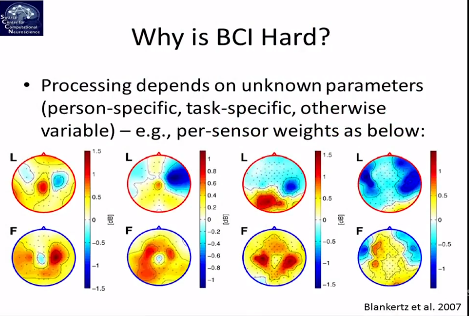 Swartz
Center for
Computational
Neuroscience
Why is BCI Hard?
• Processing depends on unknown parameters
(person-specific, task-specific, otherwise
variable) – e.g., per-sensor weights as below:
L
1.5
1
0.5
0
−0.5
−1
−1.5
[dB]
L
1
0.8
0.6
0.4
0.2
0
−0.2
−0.4
−0.6
−0.8
−1
[dB]
L
1.5
1
0.5
0
−0.5
−1
−1.5
[dB]
L
1
0.5
0
−0.5
−1
F
F
F
F
Blankertz et al. 2007